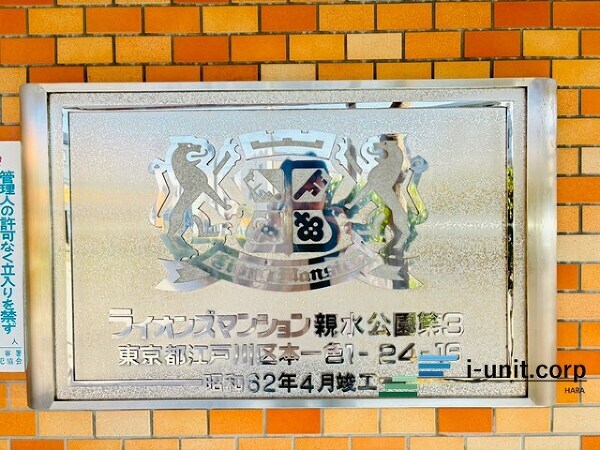 ライオンズマンション親水公園第3
東京都江戸川区本一色1-24-16
昭和62年4月竣工
管理人の許可なく立入りを禁ず
i-unit.corp
HARA